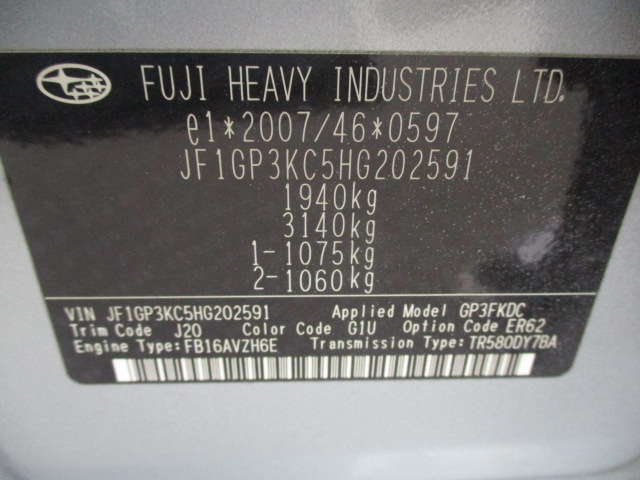 FUJI HEAVY INDUSTRIES LTD.
e1*2007/46*0597
JF1GP3KC5HG202591
1940kg
3140kg
1-1075kg
2-1060kg
VIN JF1GP3KC5HG202591 Applied Model GP3FKDC
Trim Code J20 Color Code G1U Option Code ER62
Engine Type:FB16AVZH6E Transmission Type:TR580DY7BA